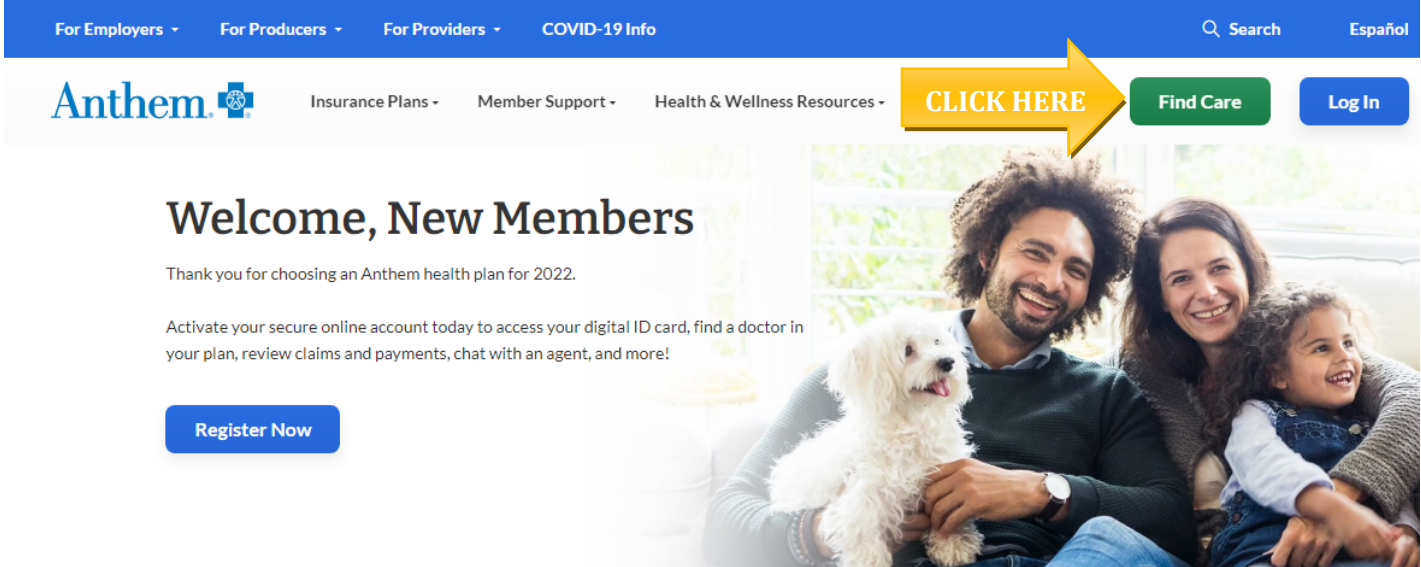 For Employers For Producers For Providers COVID-19 Info Search Español
Anthem. Insurance Plans Member Support Health & Wellness Resources CLICK HERE Find Care Log In
Welcome, New Members
Thank you for choosing an Anthem health plan for 2022.
Activate your secure online account today to access your digital ID card, find a doctor in
your plan, review claims and payments, chat with an agent, and more!
Register Now